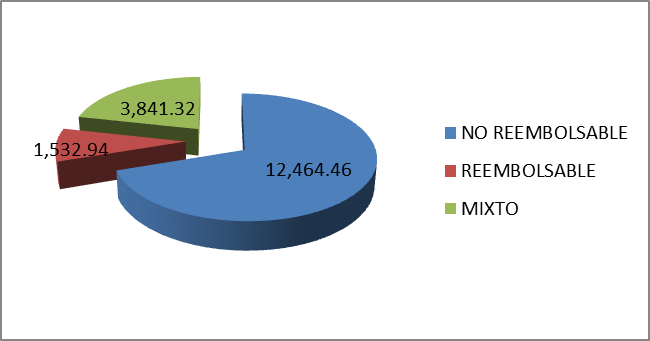 3,841.32
1,532.94
12,464.46
NO REEMBOLSABLE
REEMBOLSABLE
MIXTO